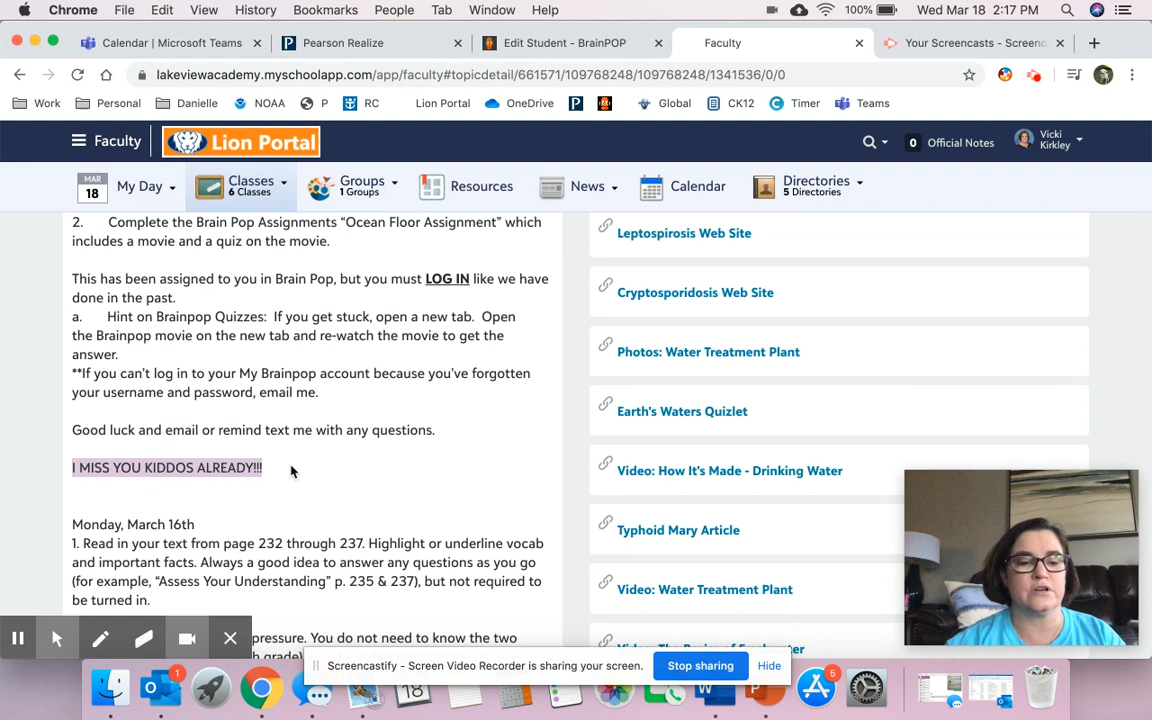 Chrome File Edit View History Bookmarks People Tab Window Help 100% Wed Mar 18 2:17 PM
Calendar | Microsoft Teams × Pearson Realize × Edit Student - BrainPOP × Faculty × Your Screencasts - Screenc ×
lakeviewacademy.myschoolapp.com/app/faculty#topicdetail/661571/109768248/109768248/1341536/0/0
Work Personal Danielle NOAA P RC Lion Portal OneDrive Global CK12 Timer Teams
Faculty Lion Portal 0 Official Notes Vicki
Kirkley
MAR
18 My Day Classes
6 Classes Groups
1 Groups Resources News Calendar Directories
5 Directories
2. Complete the Brain Pop Assignments “Ocean Floor Assignment” which
includes a movie and a quiz on the movie.
This has been assigned to you in Brain Pop, but you must LOG IN like we have
done in the past.
a. Hint on Brainpop Quizzes: If you get stuck, open a new tab. Open
the Brainpop movie on the new tab and re-watch the movie to get the
answer.
**If you can’t log in to your My Brainpop account because you’ve forgotten
your username and password, email me.
Good luck and email or remind text me with any questions.
I MISS YOU KIDDOS ALREADY!!!
Monday, March 16th
1. Read in your text from page 232 through 237. Highlight or underline vocab
and important facts. Always a good idea to answer any questions as you go
(for example, “Assess Your Understanding” p. 235 & 237), but not required to
be turned in.
pressure. You do not need to know the two
Leptospirosis Web Site
Cryptosporidosis Web Site
Photos: Water Treatment Plant
Earth's Waters Quizlet
Video: How It's Made - Drinking Water
Typhoid Mary Article
Video: Water Treatment Plant
Screencastify - Screen Video Recorder is sharing your screen. Stop sharing Hide
1
18
5